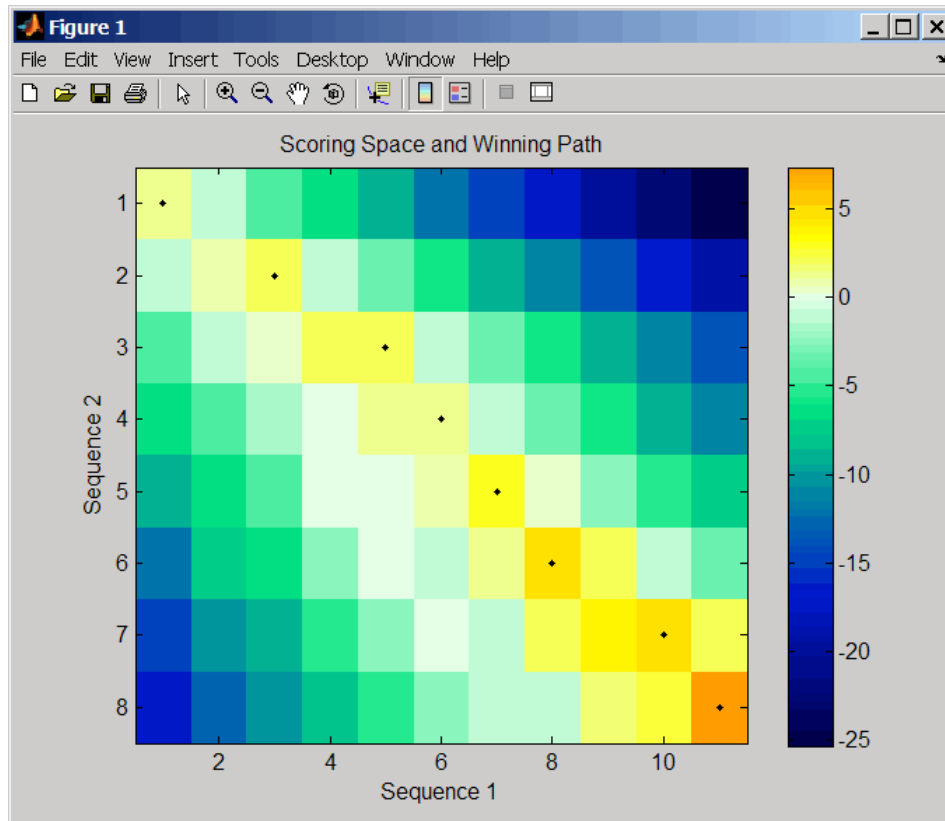 Figure 1
File Edit View Insert Tools Desktop Window Help
Scoring Space and Winning Path
1
2
3
4
5
6
7
8
Sequence 2
2 4 6 8 10
Sequence 1
5
0
-5
-10
-15
-20
-25